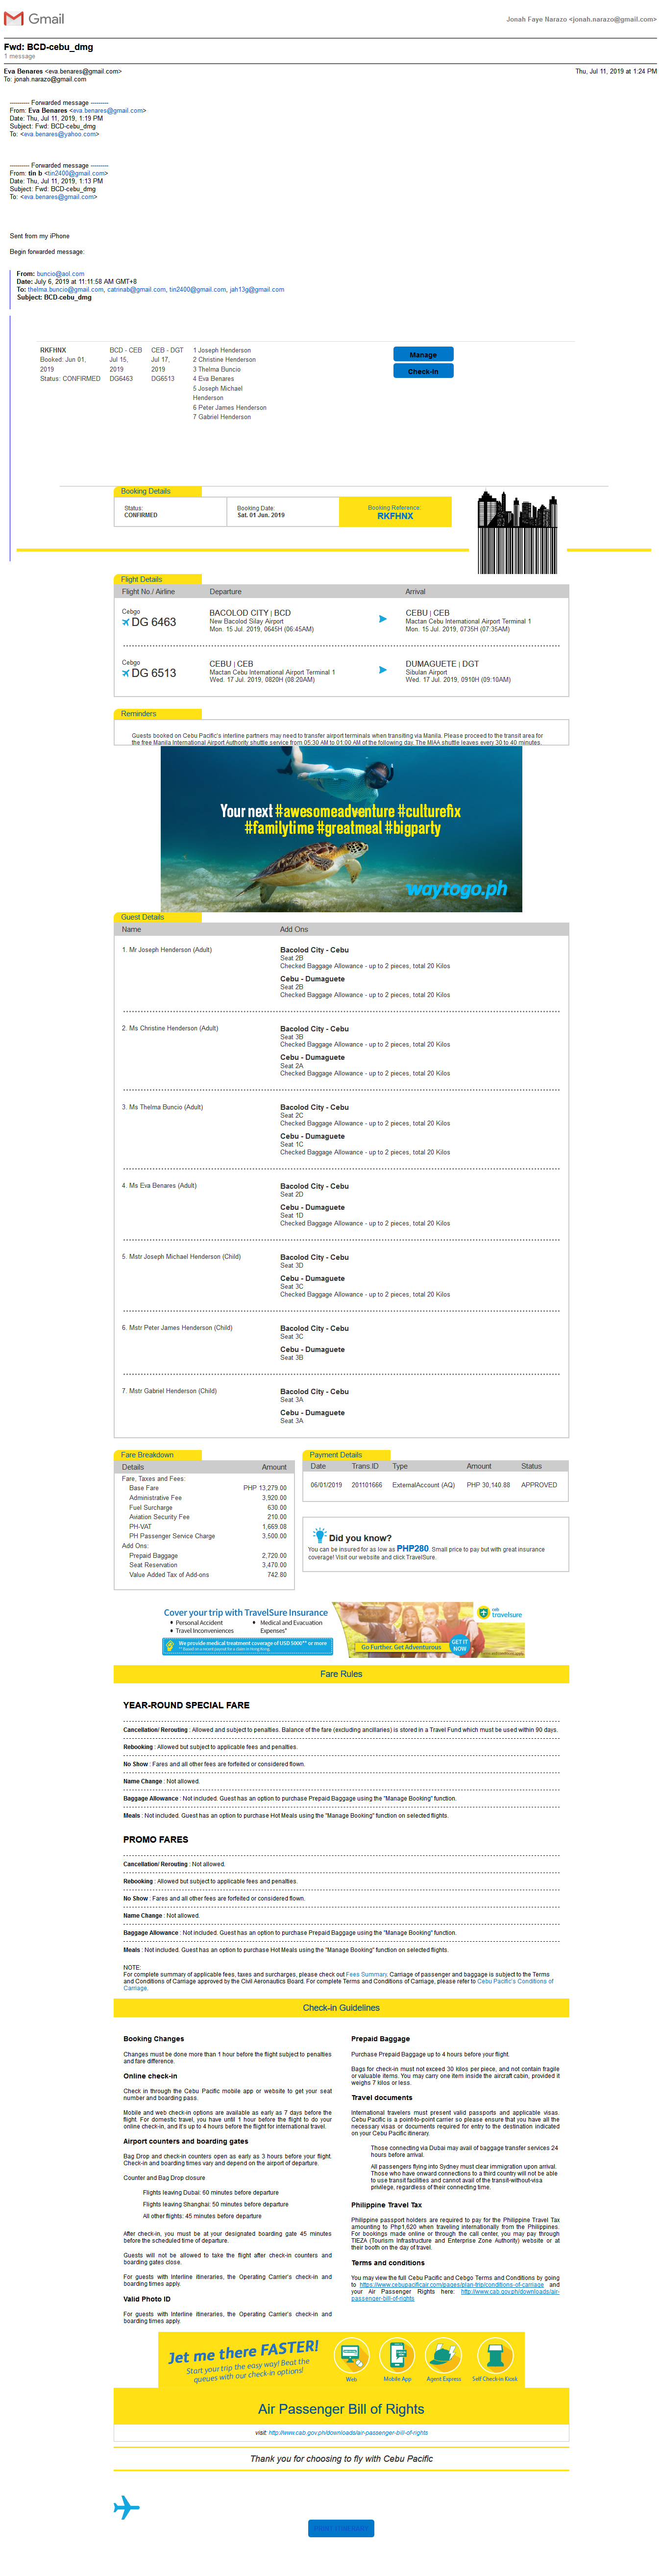 Gmail
Jonah Faye Narazo <jonah.narazo@gmail.com>
Fwd: BCD-cebu_dmg
1 message
Eva Benares <eva.benares@gmail.com>
Thu, Jul 11, 2019 at 1:24 PM
To: jonah.narazo@gmail.com
---------- Forwarded message ---------
From: Eva Benares <eva.benares@gmail.com>
Date: Thu, Jul 11, 2019, 1:19 PM
Subject: Fwd: BCD-cebu_dmg
To: <eva.benares@yahoo.com>
---------- Forwarded message ---------
From: tin b <tin2400@gmail.com>
Date: Thu, Jul 11, 2019, 1:13 PM
Subject: Fwd: BCD-cebu_dmg
To: <eva.benares@gmail.com>
Sent from my iPhone
Begin forwarded message:
From: buncio@aol.com
Date: July 6, 2019 at 11:11:58 AM GMT+8
To: thelma.buncio@gmail.com, catrinab@gmail.com, tin2400@gmail.com, jah13g@gmail.com
Subject: BCD-cebu_dmg
RKFHNX BCD - CEB CEB - DGT 1 Joseph Henderson
Booked: Jun 01, Jul 15, Jul 17, 2 Christine Henderson
2019 2019 2019 3 Thelma Buncio
Status: CONFIRMED DG6463 DG6513 4 Eva Benares
5 Joseph Michael
Henderson
6 Peter James Henderson
7 Gabriel Henderson
Manage
Check-in
Booking Details
Status:
CONFIRMED
Booking Date:
Sat. 01 Jun. 2019
Booking Reference:
RKFHNX
Flight Details
Flight No./ Airline Departure Arrival
Cebgo
DG 6463
BACOLOD CITY | BCD
New Bacolod Silay Airport
Mon. 15 Jul. 2019, 0645H (06:45AM)
CEBU | CEB
Mactan Cebu International Airport Terminal 1
Mon. 15 Jul. 2019, 0735H (07:35AM)
Cebgo
DG 6513
CEBU | CEB
Mactan Cebu International Airport Terminal 1
Wed. 17 Jul. 2019, 0820H (08:20AM)
DUMAGUETE | DGT
Sibulan Airport
Wed. 17 Jul. 2019, 0910H (09:10AM)
Reminders
Guests booked on Cebu Pacific's interline partners may need to transfer airport terminals when transiting via Manila. Please proceed to the transit area for
the free Manila International Airport Authority shuttle service from 05:30 AM to 01:00 AM of the following day. The MIAA shuttle leaves every 30 to 40 minutes.
Your next #awesomeadventure #culturefix
#familytime #greatmeal #bigparty
waytogo.ph
Guest Details
Name Add Ons
1. Mr Joseph Henderson (Adult)
Bacolod City - Cebu
Seat 2B
Checked Baggage Allowance - up to 2 pieces, total 20 Kilos
Cebu - Dumaguete
Seat 2B
Checked Baggage Allowance - up to 2 pieces, total 20 Kilos
2. Ms Christine Henderson (Adult)
Bacolod City - Cebu
Seat 3B
Checked Baggage Allowance - up to 2 pieces, total 20 Kilos
Cebu - Dumaguete
Seat 2A
Checked Baggage Allowance - up to 2 pieces, total 20 Kilos
3. Ms Thelma Buncio (Adult)
Bacolod City - Cebu
Seat 2C
Checked Baggage Allowance - up to 2 pieces, total 20 Kilos
Cebu - Dumaguete
Seat 1C
Checked Baggage Allowance - up to 2 pieces, total 20 Kilos
4. Ms Eva Benares (Adult)
Bacolod City - Cebu
Seat 2D
Cebu - Dumaguete
Seat 1D
Checked Baggage Allowance - up to 2 pieces, total 20 Kilos
5. Mstr Joseph Michael Henderson (Child)
Bacolod City - Cebu
Seat 3D
Cebu - Dumaguete
Seat 3C
Checked Baggage Allowance - up to 2 pieces, total 20 Kilos
6. Mstr Peter James Henderson (Child)
Bacolod City - Cebu
Seat 3C
Cebu - Dumaguete
Seat 3B
7. Mstr Gabriel Henderson (Child)
Bacolod City - Cebu
Seat 3A
Cebu - Dumaguete
Seat 3A
Fare Breakdown
Details Amount
Fare, Taxes and Fees:
Base Fare PHP 13,279.00
Administrative Fee 3,920.00
Fuel Surcharge 630.00
Aviation Security Fee 210.00
PH-VAT 1,669.08
PH Passenger Service Charge 3,500.00
Add Ons:
Prepaid Baggage 2,720.00
Seat Reservation 3,470.00
Value Added Tax of Add-ons 742.80
Payment Details
Date Trans.ID Type Amount Status
06/01/2019 201101666 ExternalAccount (AQ) PHP 30,140.88 APPROVED
Did you know?
You can be insured for as low as PHP280. Small price to pay but with great insurance
coverage! Visit our website and click TravelSure.
Cover your trip with TravelSure Insurance
Personal Accident
Travel Inconveniences
Medical and Evacuation
Expenses*
We provide medical treatment coverage of USD 5000** or more
Go Further. Get Adventurous
GET IT
NOW
travelsure
Fare Rules
YEAR-ROUND SPECIAL FARE
Cancellation/ Rerouting : Allowed and subject to penalties. Balance of the fare (excluding ancillaries) is stored in a Travel Fund which must be used within 90 days.
Rebooking : Allowed but subject to applicable fees and penalties.
No Show : Fares and all other fees are forfeited or considered flown.
Name Change : Not allowed.
Baggage Allowance : Not included. Guest has an option to purchase Prepaid Baggage using the "Manage Booking" function.
Meals : Not included. Guest has an option to purchase Hot Meals using the "Manage Booking" function on selected flights.
PROMO FARES
Cancellation/ Rerouting : Not allowed.
Rebooking : Allowed but subject to applicable fees and penalties.
No Show : Fares and all other fees are forfeited or considered flown.
Name Change : Not allowed.
Baggage Allowance : Not included. Guest has an option to purchase Prepaid Baggage using the "Manage Booking" function.
Meals : Not included. Guest has an option to purchase Hot Meals using the "Manage Booking" function on selected flights.
NOTE:
For complete summary of applicable fees, taxes and surcharges, please check out Fees Summary. Carriage of passenger and baggage is subject to the Terms
and Conditions of Carriage approved by the Civil Aeronautics Board. For complete Terms and Conditions of Carriage, please refer to Cebu Pacific's Conditions of
Carriage.
Check-in Guidelines
Booking Changes
Changes must be done more than 1 hour before the flight subject to penalties
and fare difference.
Online check-in
Check in through the Cebu Pacific mobile app or website to get your seat
number and boarding pass.
Mobile and web check-in options are available as early as 7 days before the
flight. For domestic travel, you have until 1 hour before the flight to do your
online check-in, and it's up to 4 hours before the flight for international travel.
Airport counters and boarding gates
Bag Drop and check-in counters open as early as 3 hours before your flight.
Check-in and boarding times vary and depend on the airport of departure.
Counter and Bag Drop closure
Flights leaving Dubai: 60 minutes before departure
Flights leaving Shanghai: 50 minutes before departure
All other flights: 45 minutes before departure
After check-in, you must be at your designated boarding gate 45 minutes
before the scheduled time of departure.
Guests will not be allowed to take the flight after check-in counters and
boarding gates close.
For guests with Interline itineraries, the Operating Carrier's check-in and
boarding times apply.
Valid Photo ID
For guests with Interline itineraries, the Operating Carrier's check-in and
boarding times apply.
Prepaid Baggage
Purchase Prepaid Baggage up to 4 hours before your flight.
Bags for check-in must not exceed 30 kilos per piece, and not contain fragile
or valuable items. You may carry one item inside the aircraft cabin, provided it
weighs 7 kilos or less.
Travel documents
International travelers must present valid passports and applicable visas.
Cebu Pacific is a point-to-point carrier so please ensure that you have all the
necessary visas or documents required for entry to the destination indicated
on your Cebu Pacific itinerary.
Those connecting via Dubai may avail of baggage transfer services 24
hours before arrival.
All passengers flying into Sydney must clear immigration upon arrival.
Those who have onward connections to a third country will not be able
to use transit facilities and cannot avail of the transit-without-visa
privilege, regardless of their connecting time.
Philippine Travel Tax
Philippine passport holders are required to pay for the Philippine Travel Tax
amounting to Php1,620 when traveling internationally from the Philippines.
For bookings made online or through the call center, you may pay through
TIEZA (Tourism Infrastructure and Enterprise Zone Authority) website or at
their booth on the day of travel.
Terms and conditions
You may view the full Cebu Pacific and Cebgo Terms and Conditions by going
to https://www.cebupacificair.com/pages/plan-trip/conditions-of-carriage and
your Air Passenger Rights here: http://www.cab.gov.ph/downloads/air-
passenger-bill-of-rights
Jet me there FASTER!
Start your trip the easy way! Beat the
queues with our check-in options!
Web
Mobile App
Agent Express
Self Check-in Kiosk
Air Passenger Bill of Rights
visit: http://www.cab.gov.ph/downloads/air-passenger-bill-of-rights
Thank you for choosing to fly with Cebu Pacific